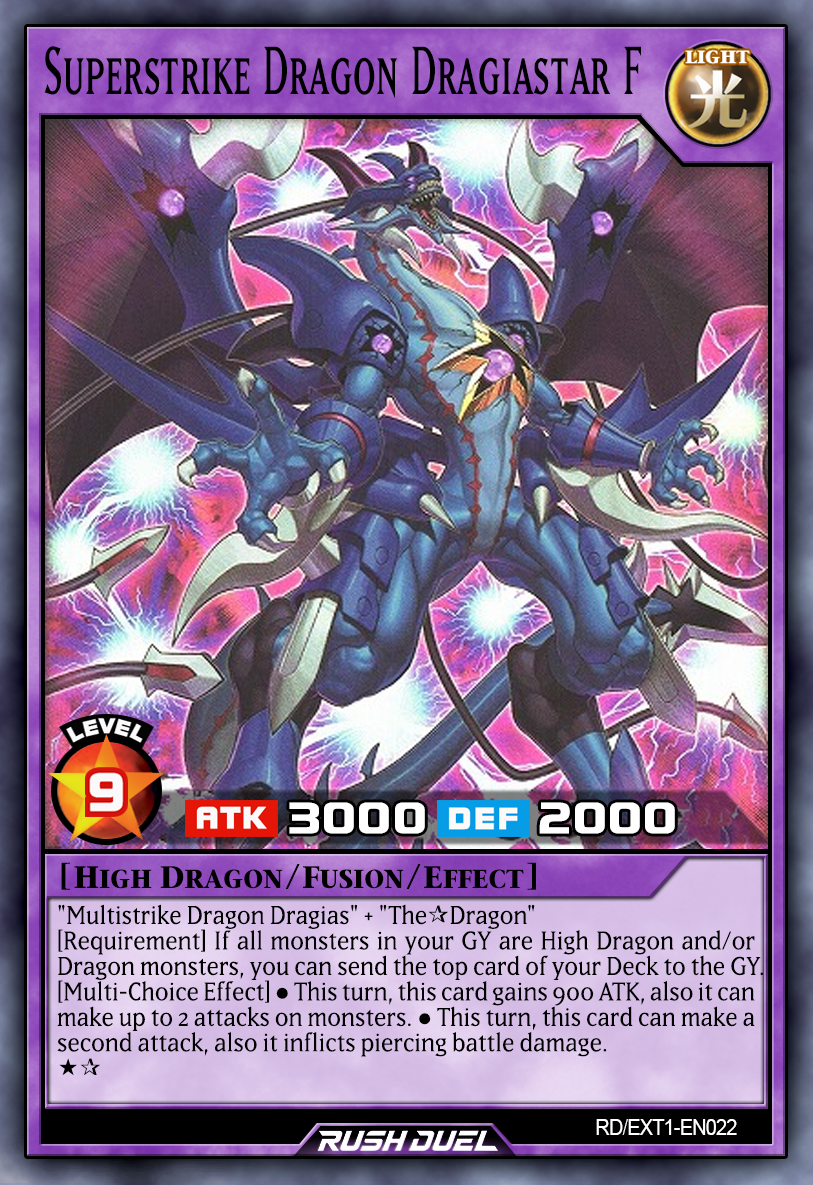 Superstrike Dragon Dragiastar F
LIGHT
光
LEVEL
9
ATK 3000 DEF 2000
[High Dragon/Fusion/Effect]
"Multistrike Dragon Dragias" + "The☆Dragon"
[Requirement] If all monsters in your GY are High Dragon and/or
Dragon monsters, you can send the top card of your Deck to the GY.
[Multi-Choice Effect] ● This turn, this card gains 900 ATK, also it can
make up to 2 attacks on monsters. ● This turn, this card can make a
second attack, also it inflicts piercing battle damage.
★☆
RD/EXT1-EN022
RUSH DUEL